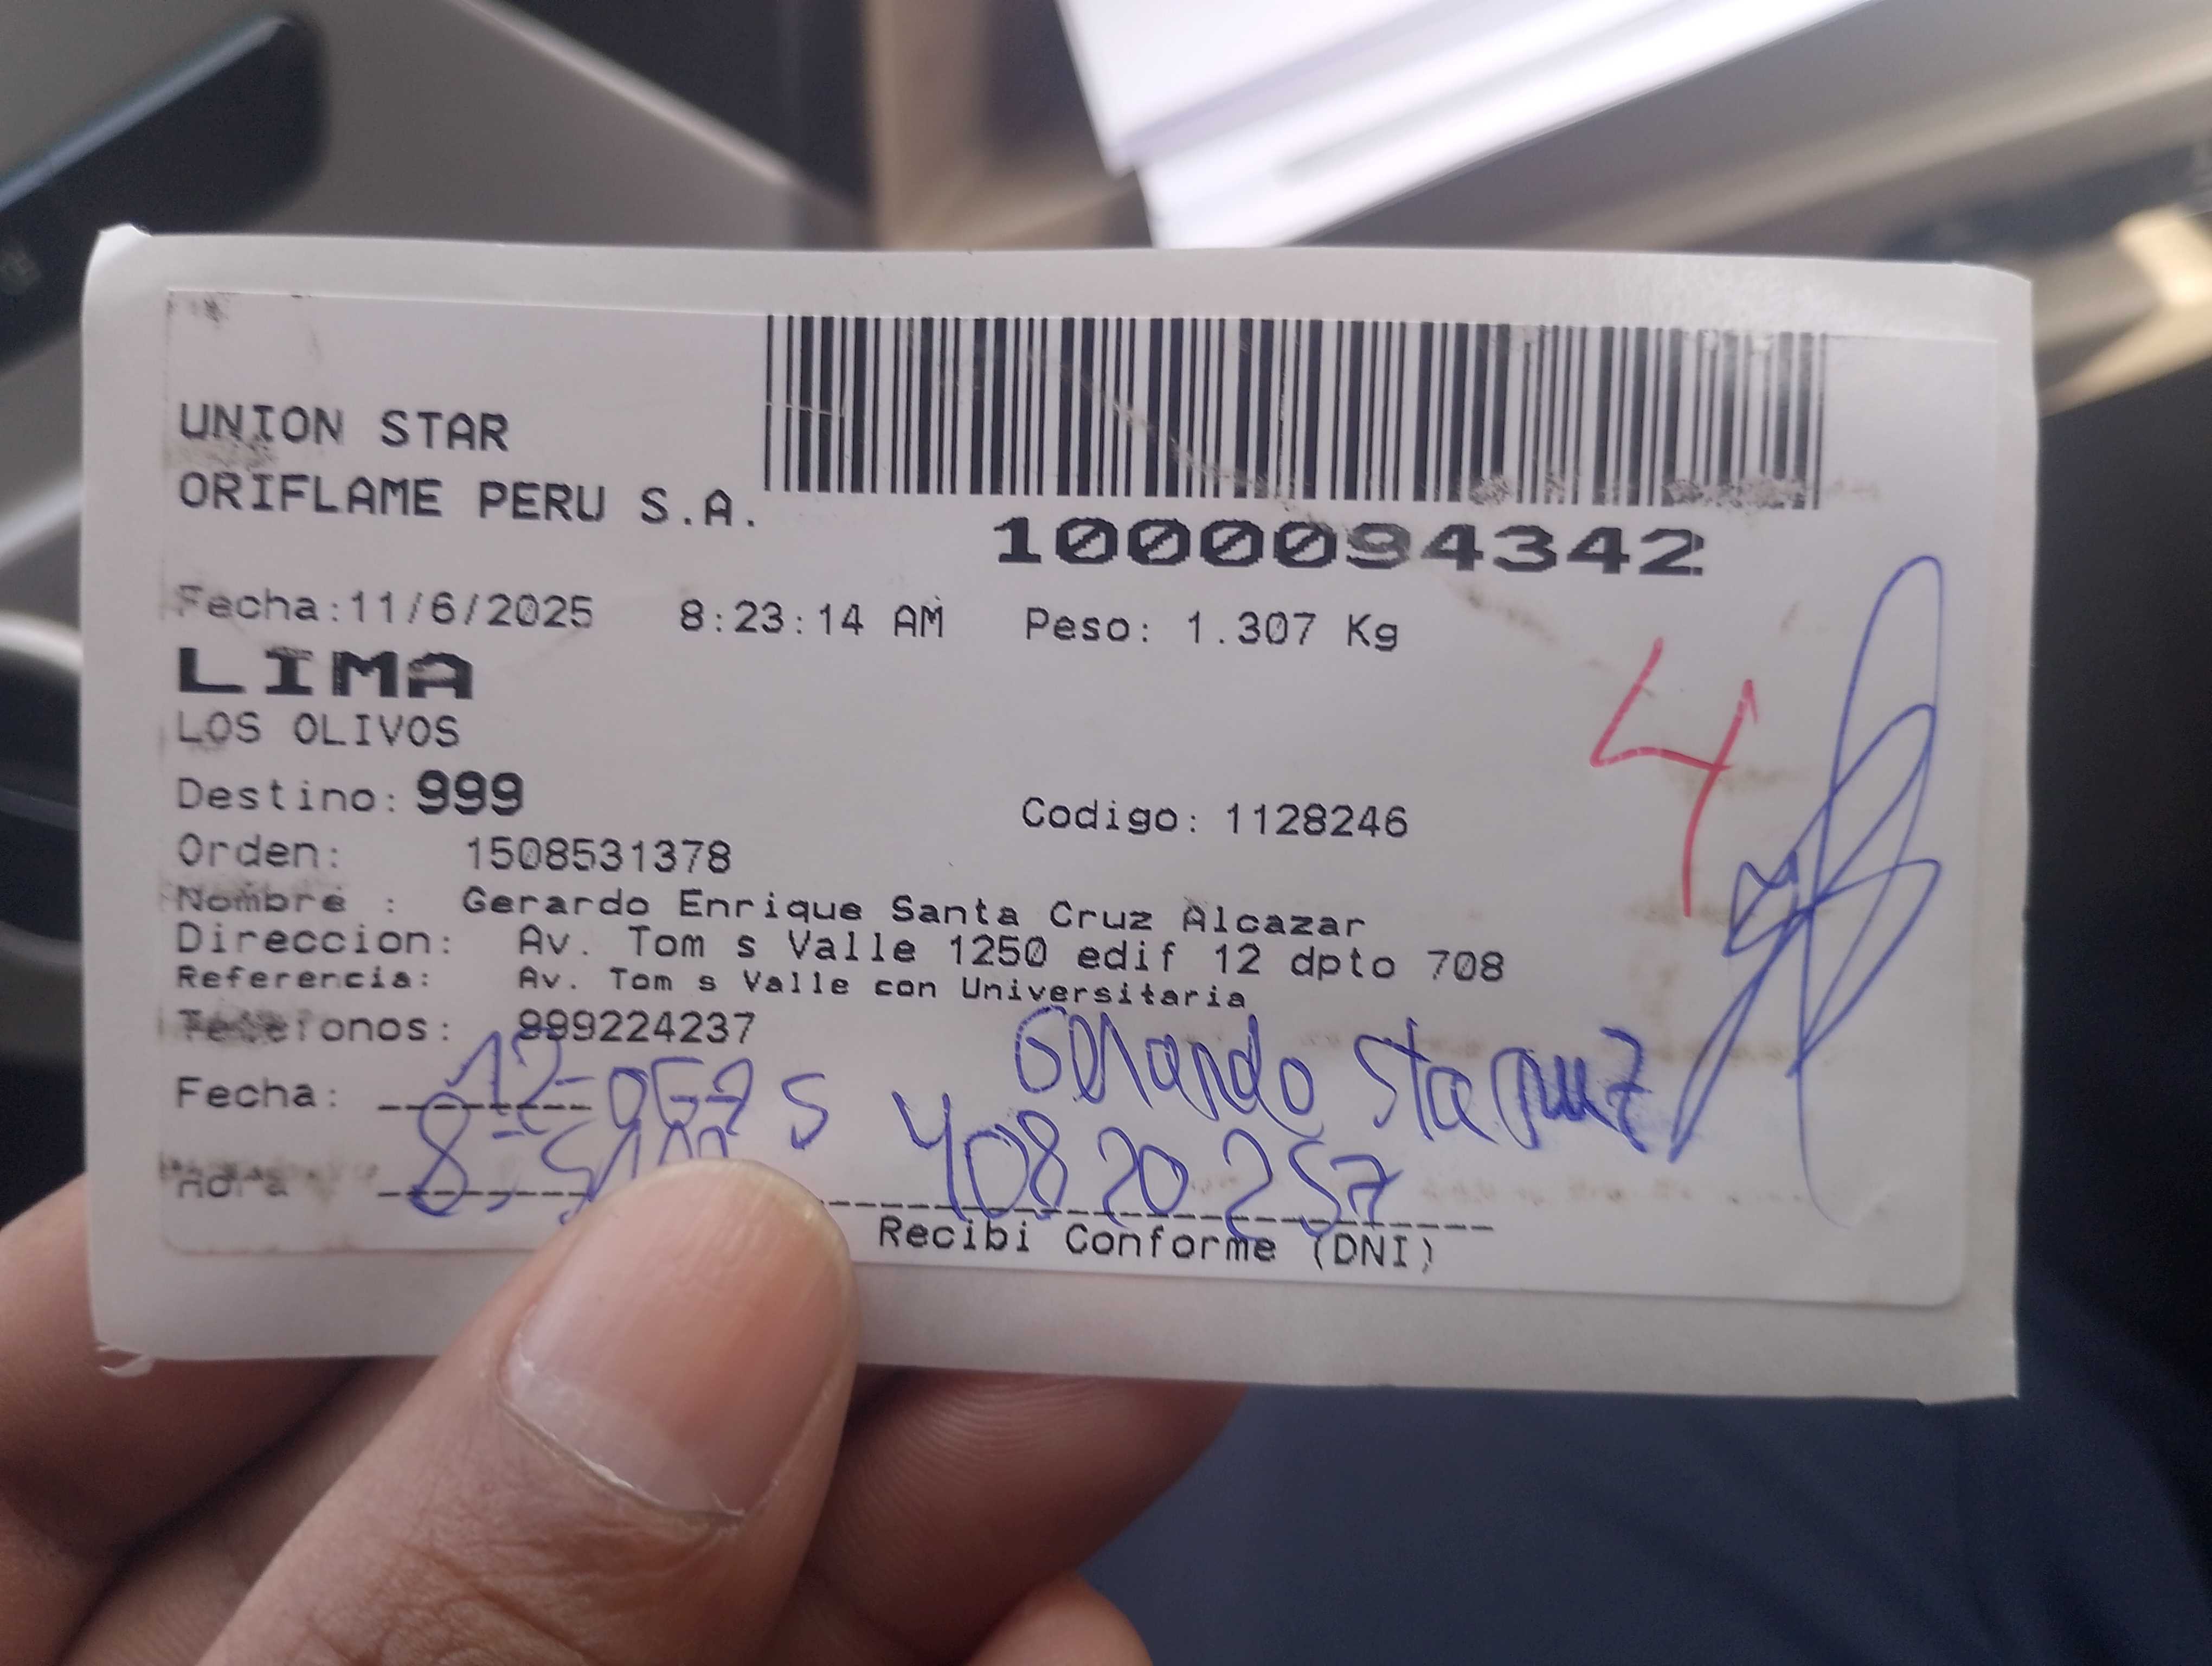 UNION STAR
ORIFLAME PERU S.A.
1000094342
Fecha:11/6/2025 8:23:14 AM Peso: 1.307 Kg
LIMA
LOS OLIVOS
4
Destino: 999 Codigo: 1128246
Orden: 1508531378
Nombre : Gerardo Enrique Santa Cruz Alcazar
Direccion: Av. Tom s Valle 1250 edif 12 dpto 708
Referencia: Av. Tom s Valle con Universitaria
Telefonos: 999224237
Gerardo Sta Cruz
Fecha:
40820257
Hora
Recibi Conforme (DNI)